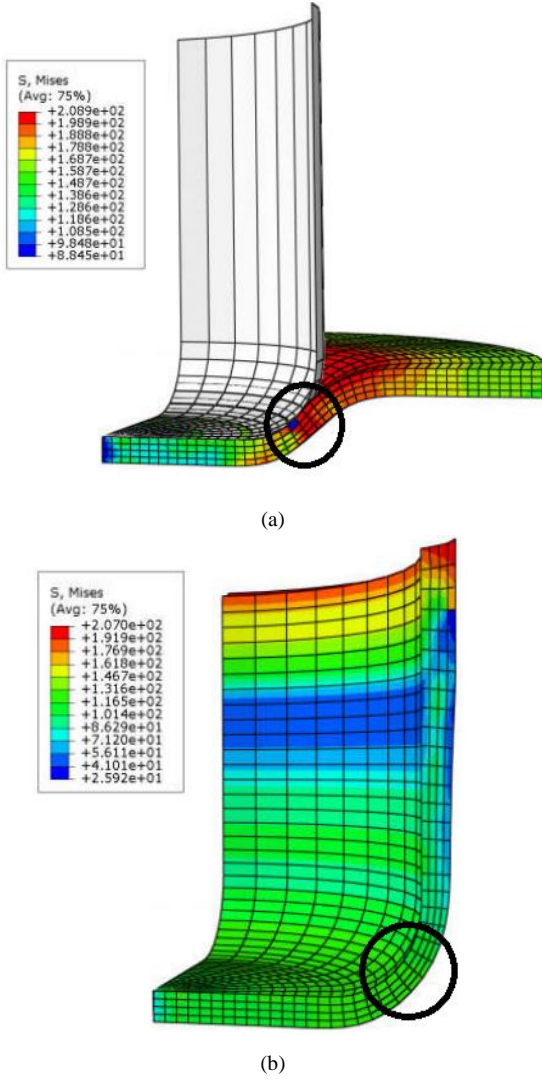 S, Mises
(Avg: 75%)
+2.089e+02
+1.989e+02
+1.888e+02
+1.788e+02
+1.687e+02
+1.587e+02
+1.487e+02
+1.386e+02
+1.286e+02
+1.186e+02
+1.085e+02
+9.848e+01
+8.845e+01
(a)
S, Mises
(Avg: 75%)
+2.070e+02
+1.919e+02
+1.769e+02
+1.618e+02
+1.467e+02
+1.316e+02
+1.165e+02
+1.014e+02
+8.629e+01
+7.120e+01
+5.611e+01
+4.101e+01
+2.592e+01
(b)